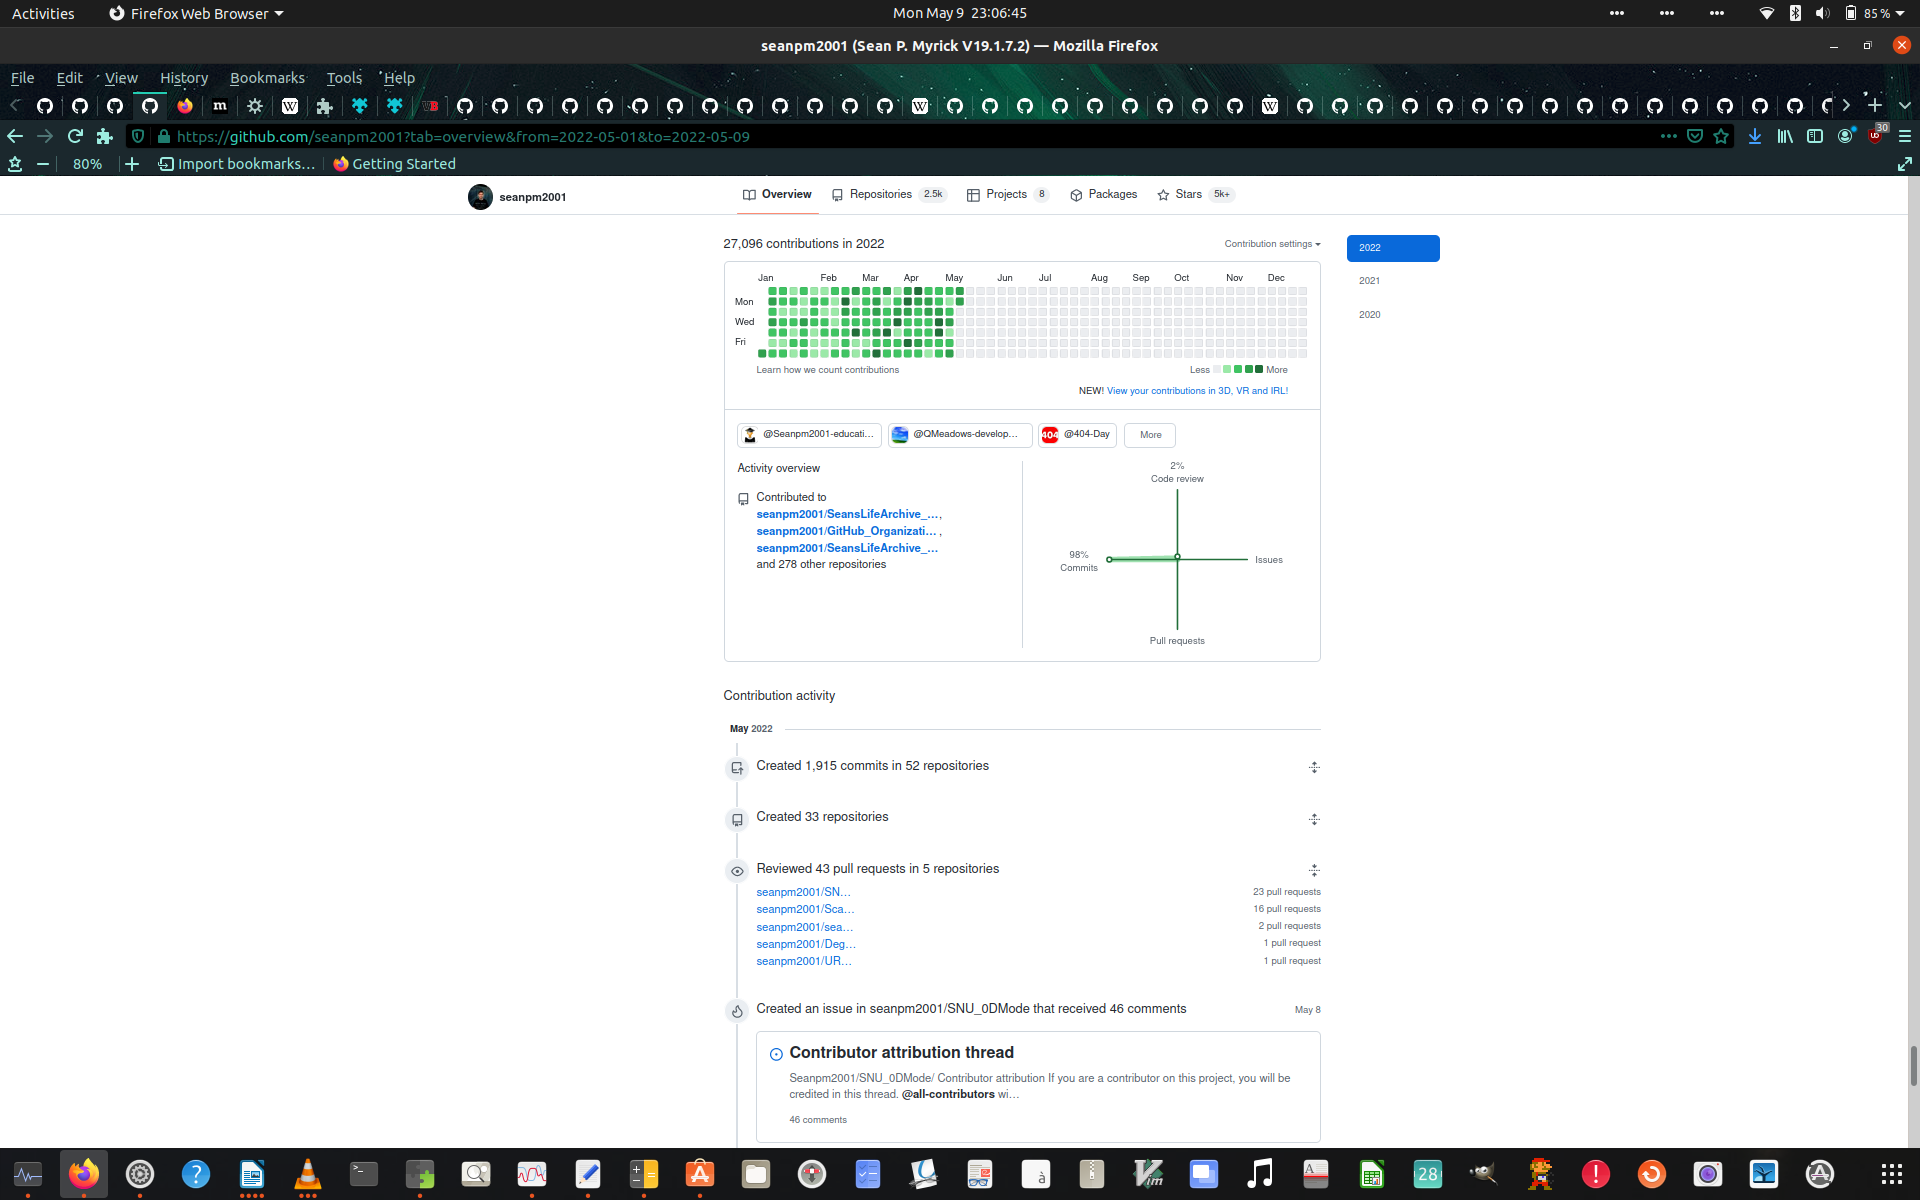 Activities
Firefox Web Browser
Mon May 9 23:06:45
85 %
seanpm2001 (Sean P. Myrick V19.1.7.2) — Mozilla Firefox
File Edit View History Bookmarks Tools Help
https://github.com/seanpm2001?tab=overview&from=2022-05-01&to=2022-05-09
30
80%
Import bookmarks...
Getting Started
seanpm2001
Overview
Repositories 2.5k
Projects 8
Packages
Stars 5k+
27,096 contributions in 2022
Contribution settings
2022
2021
2020
Jan Feb Mar Apr May Jun Jul Aug Sep Oct Nov Dec
Mon
Wed
Fri
Learn how we count contributions
Less More
NEW! View your contributions in 3D, VR and IRL!
@Seanpm2001-educati...
@QMeadows-develop...
404 @404-Day
More
Activity overview
Contributed to
seanpm2001/SeansLifeArchive_...,
seanpm2001/GitHub_Organizati... ,
seanpm2001/SeansLifeArchive_...
and 278 other repositories
2%
Code review
98%
Commits
Issues
Pull requests
Contribution activity
May 2022
Created 1,915 commits in 52 repositories
Created 33 repositories
Reviewed 43 pull requests in 5 repositories
seanpm2001/SN... 23 pull requests
seanpm2001/Sca... 16 pull requests
seanpm2001/sea... 2 pull requests
seanpm2001/Deg... 1 pull request
seanpm2001/UR... 1 pull request
Created an issue in seanpm2001/SNU_0DMode that received 46 comments May 8
Contributor attribution thread
Seanpm2001/SNU_0DMode/ Contributor attribution If you are a contributor on this project, you will be
credited in this thread. @all-contributors wi...
46 comments
28